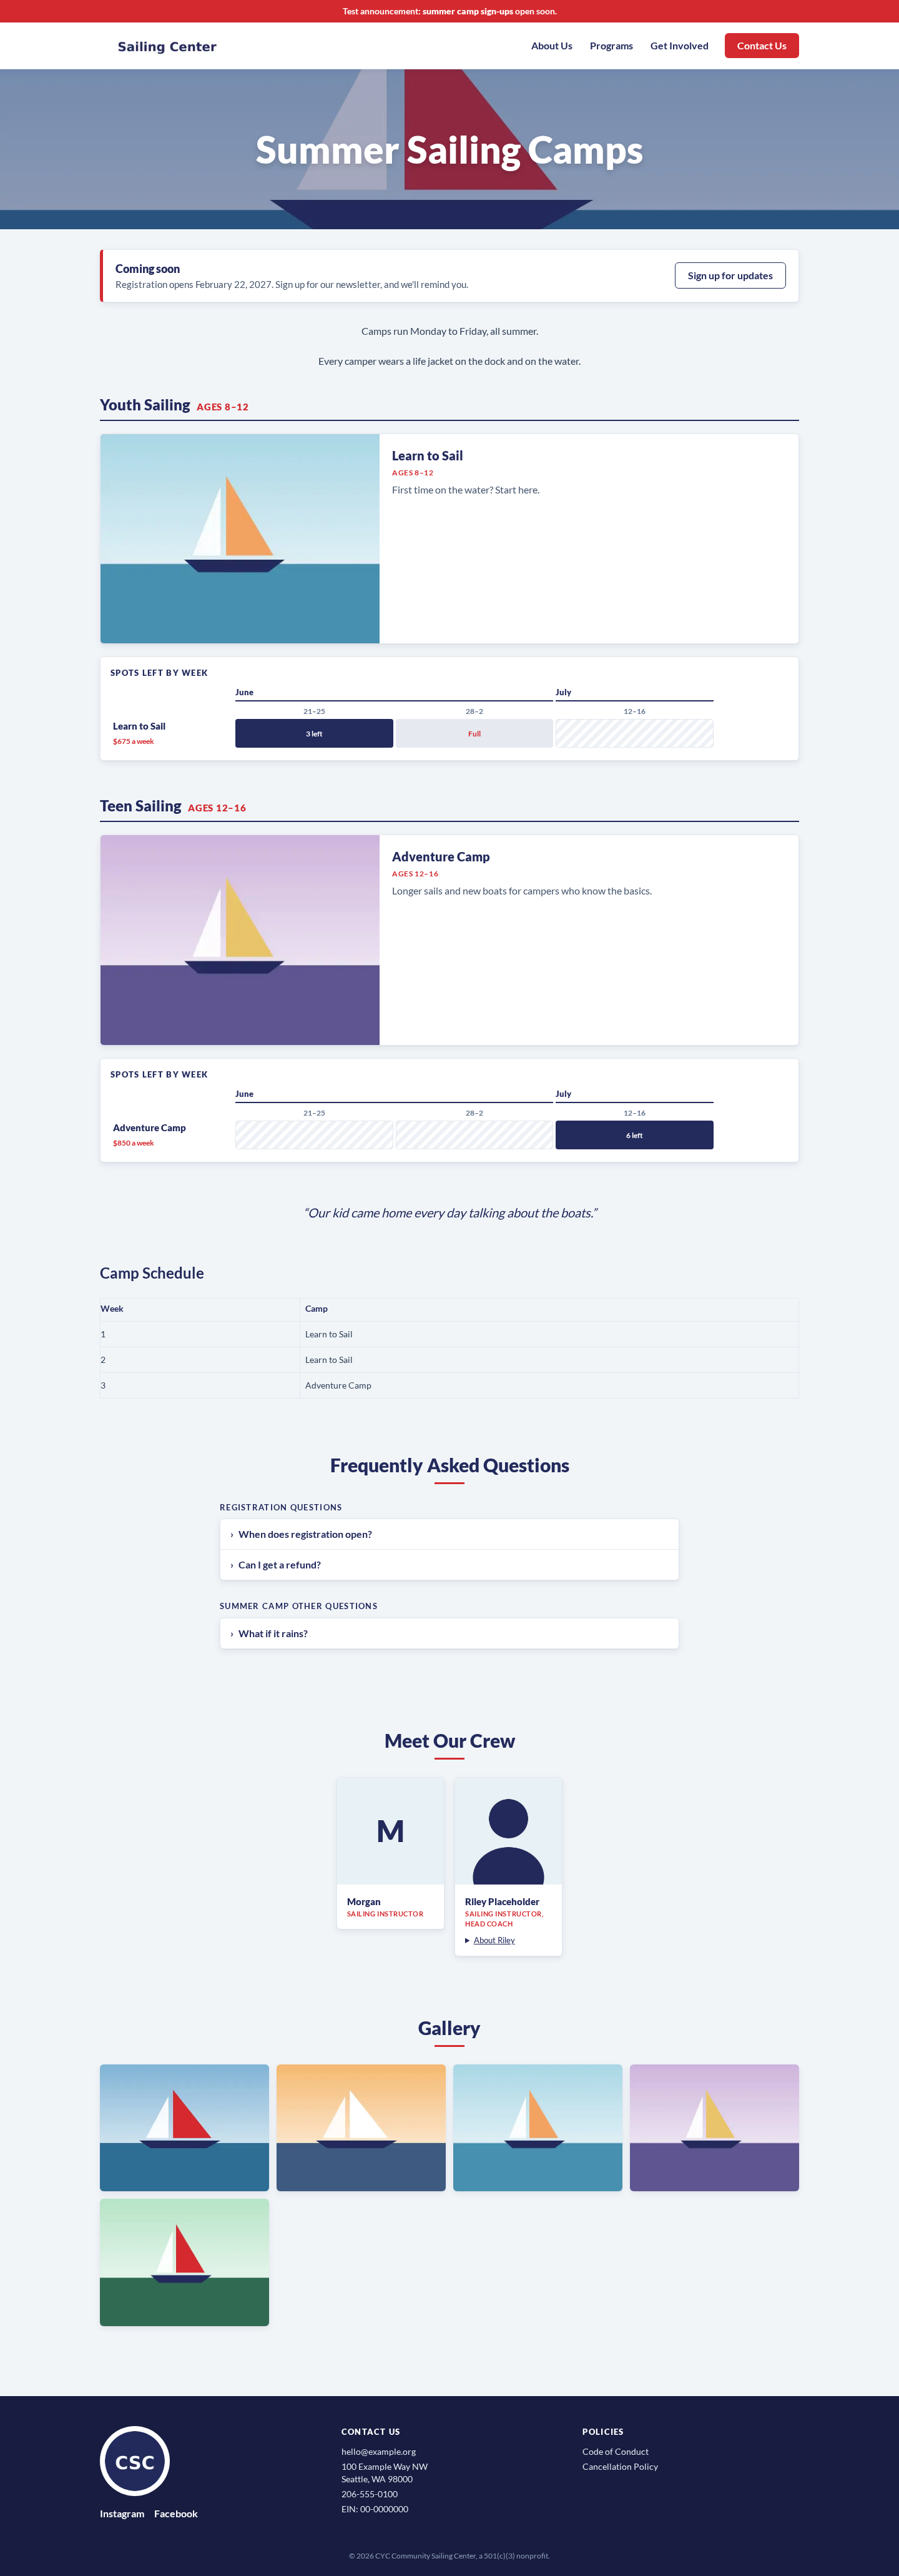 Test announcement: summer camp sign-ups open soon.
Sailing Center
About Us
Programs
Get Involved
Contact Us
Summer Sailing Camps
Coming soon
Registration opens February 22, 2027. Sign up for our newsletter, and we'll remind you.
Sign up for updates
Camps run Monday to Friday, all summer.
Every camper wears a life jacket on the dock and on the water.
Youth Sailing AGES 8–12
Learn to Sail
AGES 8–12
First time on the water? Start here.
SPOTS LEFT BY WEEK
June July
21–25 28–2 12–16
Learn to Sail
$675 a week
3 left Full
Teen Sailing AGES 12–16
Adventure Camp
AGES 12–16
Longer sails and new boats for campers who know the basics.
SPOTS LEFT BY WEEK
June July
21–25 28–2 12–16
Adventure Camp
$850 a week
6 left
“Our kid came home every day talking about the boats.”
Camp Schedule
Week Camp
1 Learn to Sail
2 Learn to Sail
3 Adventure Camp
Frequently Asked Questions
REGISTRATION QUESTIONS
› When does registration open?
› Can I get a refund?
SUMMER CAMP OTHER QUESTIONS
› What if it rains?
Meet Our Crew
M
Morgan
SAILING INSTRUCTOR
Riley Placeholder
SAILING INSTRUCTOR,
HEAD COACH
About Riley
Gallery
CSC
Instagram Facebook
CONTACT US
hello@example.org
100 Example Way NW
Seattle, WA 98000
206-555-0100
EIN: 00-0000000
POLICIES
Code of Conduct
Cancellation Policy
© 2026 CYC Community Sailing Center, a 501(c)(3) nonprofit.